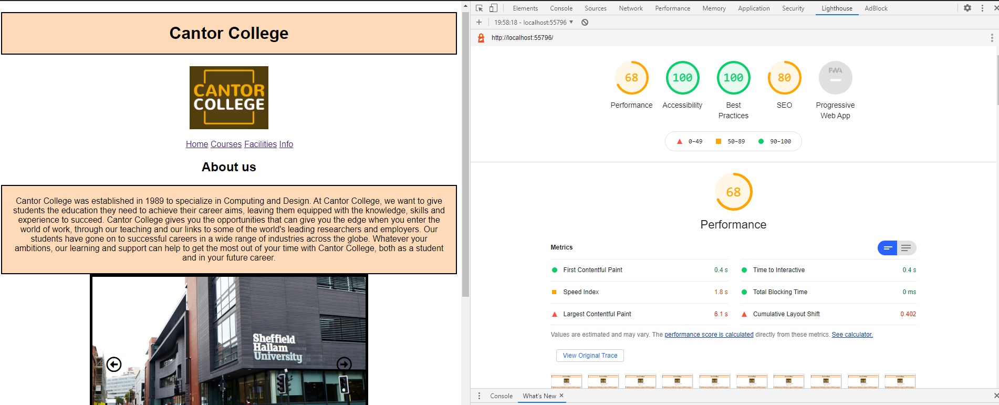 Cantor College
CANTOR
COLLEGE
Home Courses Facilities Info
About us
Cantor College was established in 1989 to specialize in Computing and Design. At Cantor College, we want to give
students the education they need to achieve their career aims, leaving them equipped with the knowledge, skills and
experience to succeed. Cantor College gives you the opportunities that can give you the edge when you enter the
world of work, through our teaching and our links to some of the world's leading researchers and employers. Our
students have gone on to successful careers in a wide range of industries across the globe. Whatever your
ambitions, our learning and support can help to get the most out of your time with Cantor College, both as a student
and in your future career.
Sheffield
Hallam
University
Elements Console Sources Network Performance Memory Application Security Lighthouse AdBlock
19:58:18 - localhost:55796
http://localhost:55796/
68 100 100 80 PWA
Performance Accessibility Best Practices SEO Progressive Web App
0–49 50–89 90–100
68
Performance
Metrics
First Contentful Paint 0.4 s Time to Interactive 0.4 s
Speed Index 1.8 s Total Blocking Time 0 ms
Largest Contentful Paint 6.1 s Cumulative Layout Shift 0.402
Values are estimated and may vary. The performance score is calculated directly from these metrics. See calculator.
View Original Trace
Console What's New